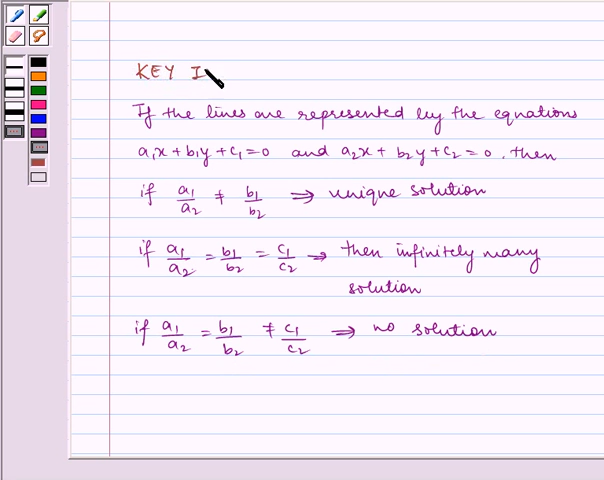 KEY I
If the lines are represented by the equations
a₁x + b₁y + c₁ = 0 and a₂x + b₂y + c₂ = 0, then
if a₁/a₂ ≠ b₁/b₂ ⇒ unique solution
if a₁/a₂ = b₁/b₂ = c₁/c₂ ⇒ then infinitely many
solution
if a₁/a₂ = b₁/b₂ ≠ c₁/c₂ ⇒ no solution